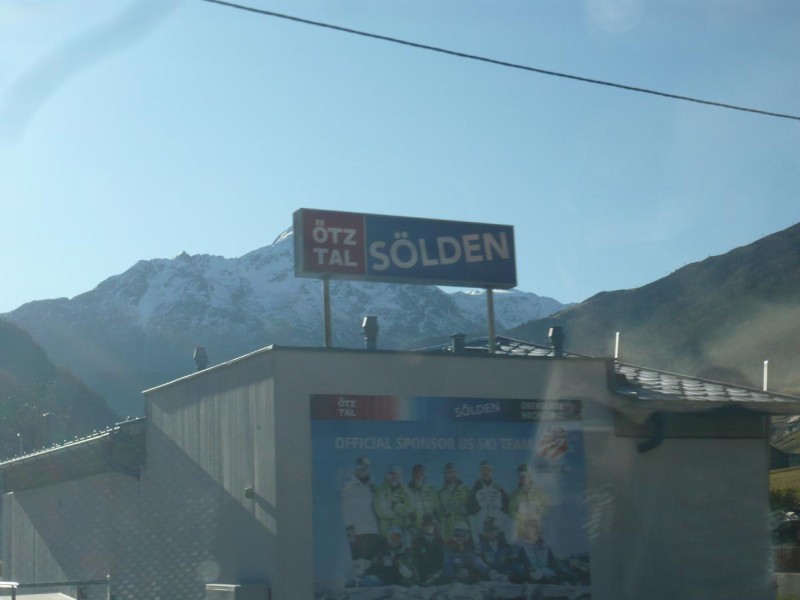 ÖTZ
TAL
SÖLDEN
ÖTZ
TAL
SÖLDEN
OFFICIAL SPONSOR US SKI TEAM